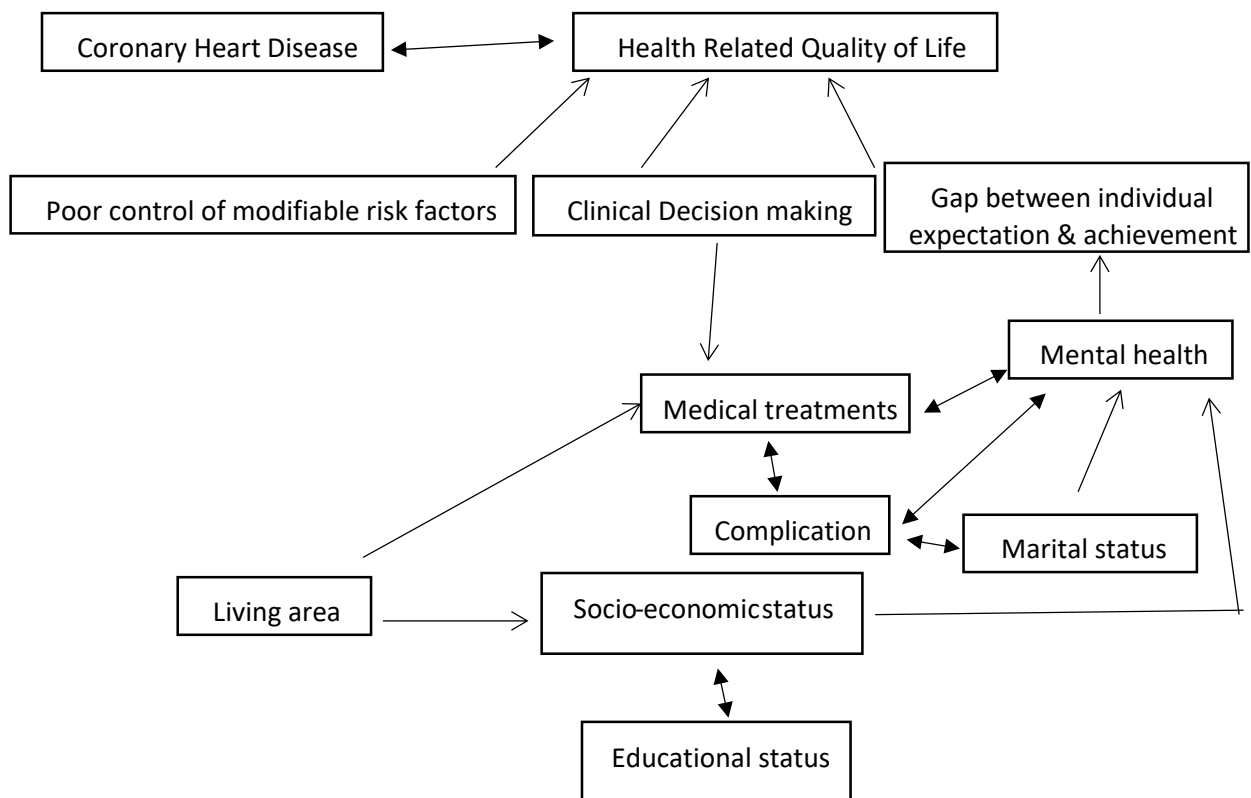 Coronary Heart Disease
Health Related Quality of Life
Poor control of modifiable risk factors
Clinical Decision making
Gap between individual
expectation & achievement
Mental health
Medical treatments
Complication
Marital status
Living area
Socio-economicstatus
Educational status